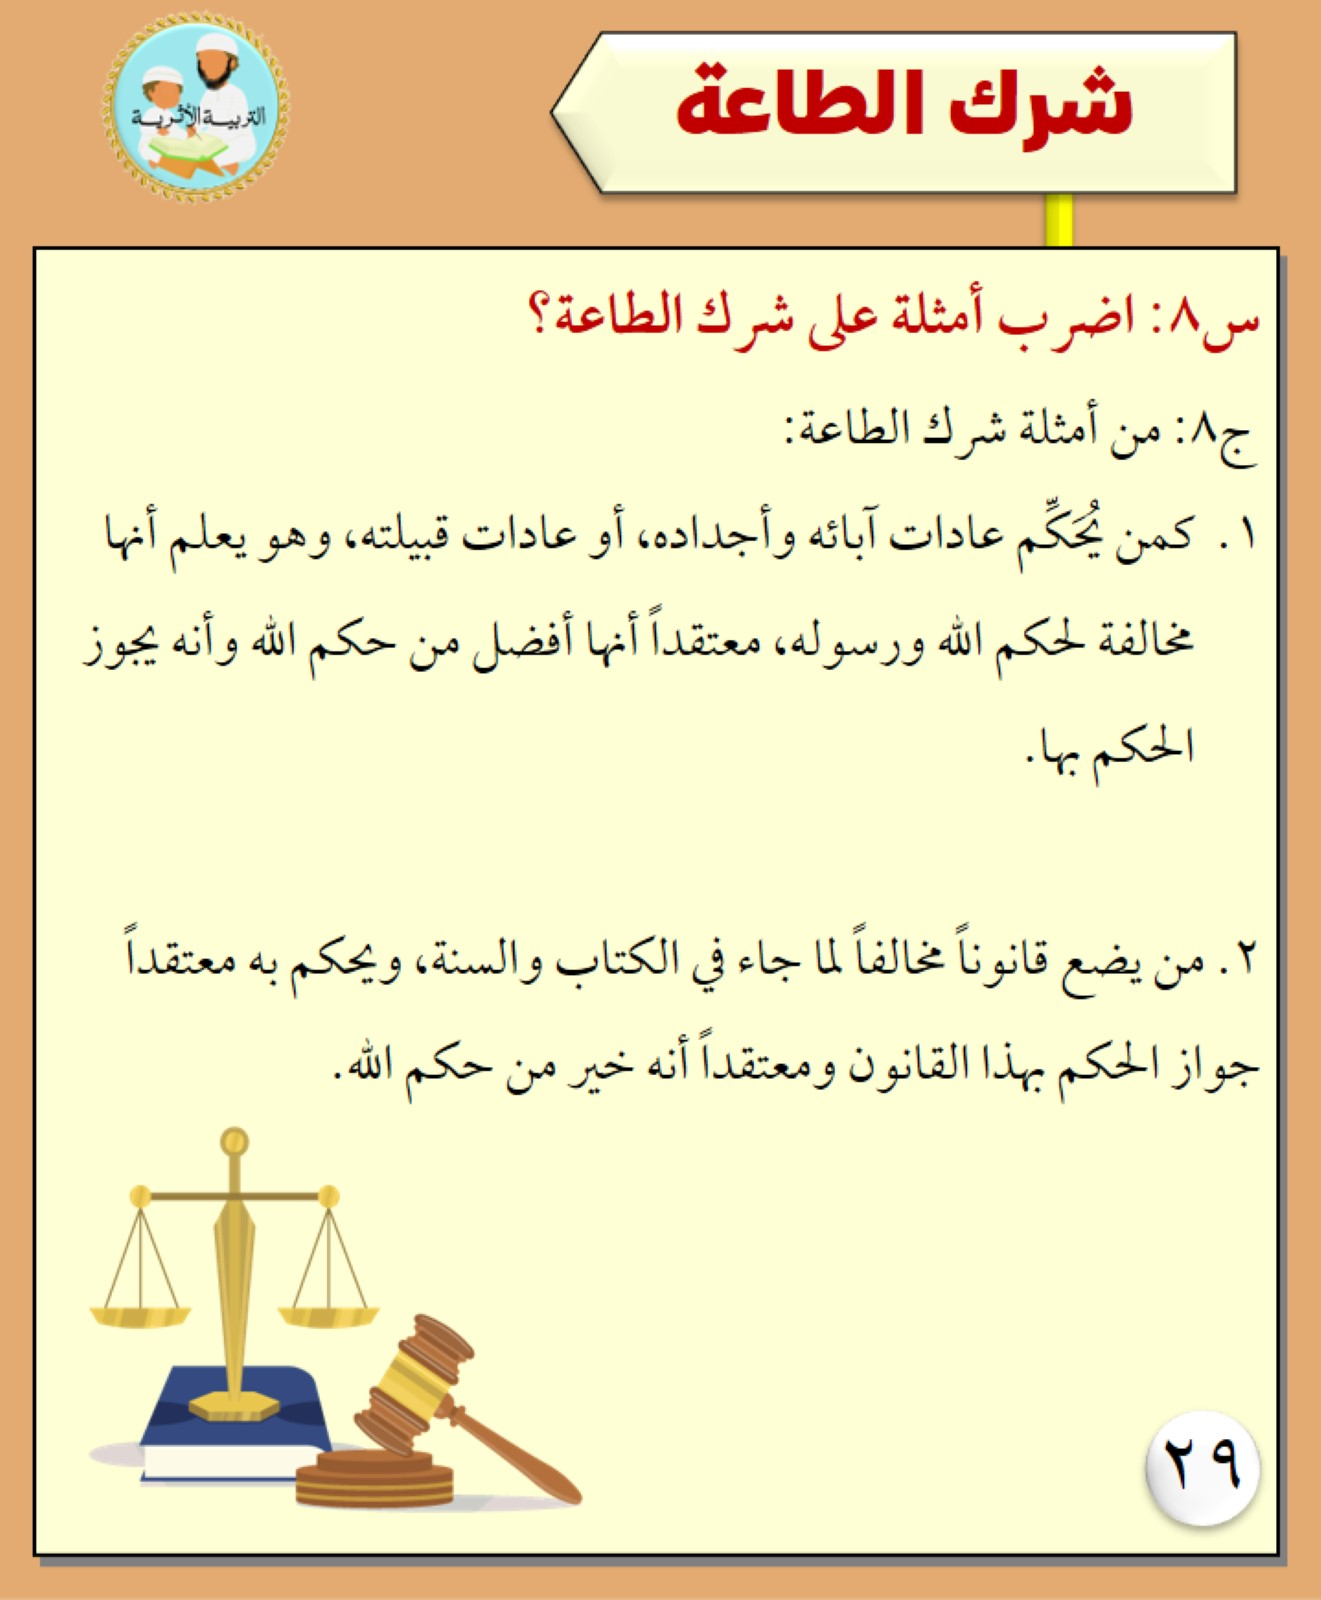 التربيــة الأثريــة
شرك الطاعة
س٨: اضرب أمثلة على شرك الطاعة؟
ج٨: من أمثلة شرك الطاعة:
١. كمن يُحَكِّم عادات آبائه وأجداده، أو عادات قبيلته، وهو يعلم أنها
مخالفة لحكم الله ورسوله، معتقداً أنها أفضل من حكم الله وأنه يجوز
الحكم بها.
٢. من يضع قانوناً مخالفاً لما جاء في الكتاب والسنة، ويحكم به معتقداً
جواز الحكم بهذا القانون ومعتقداً أنه خير من حكم الله.
٢٩